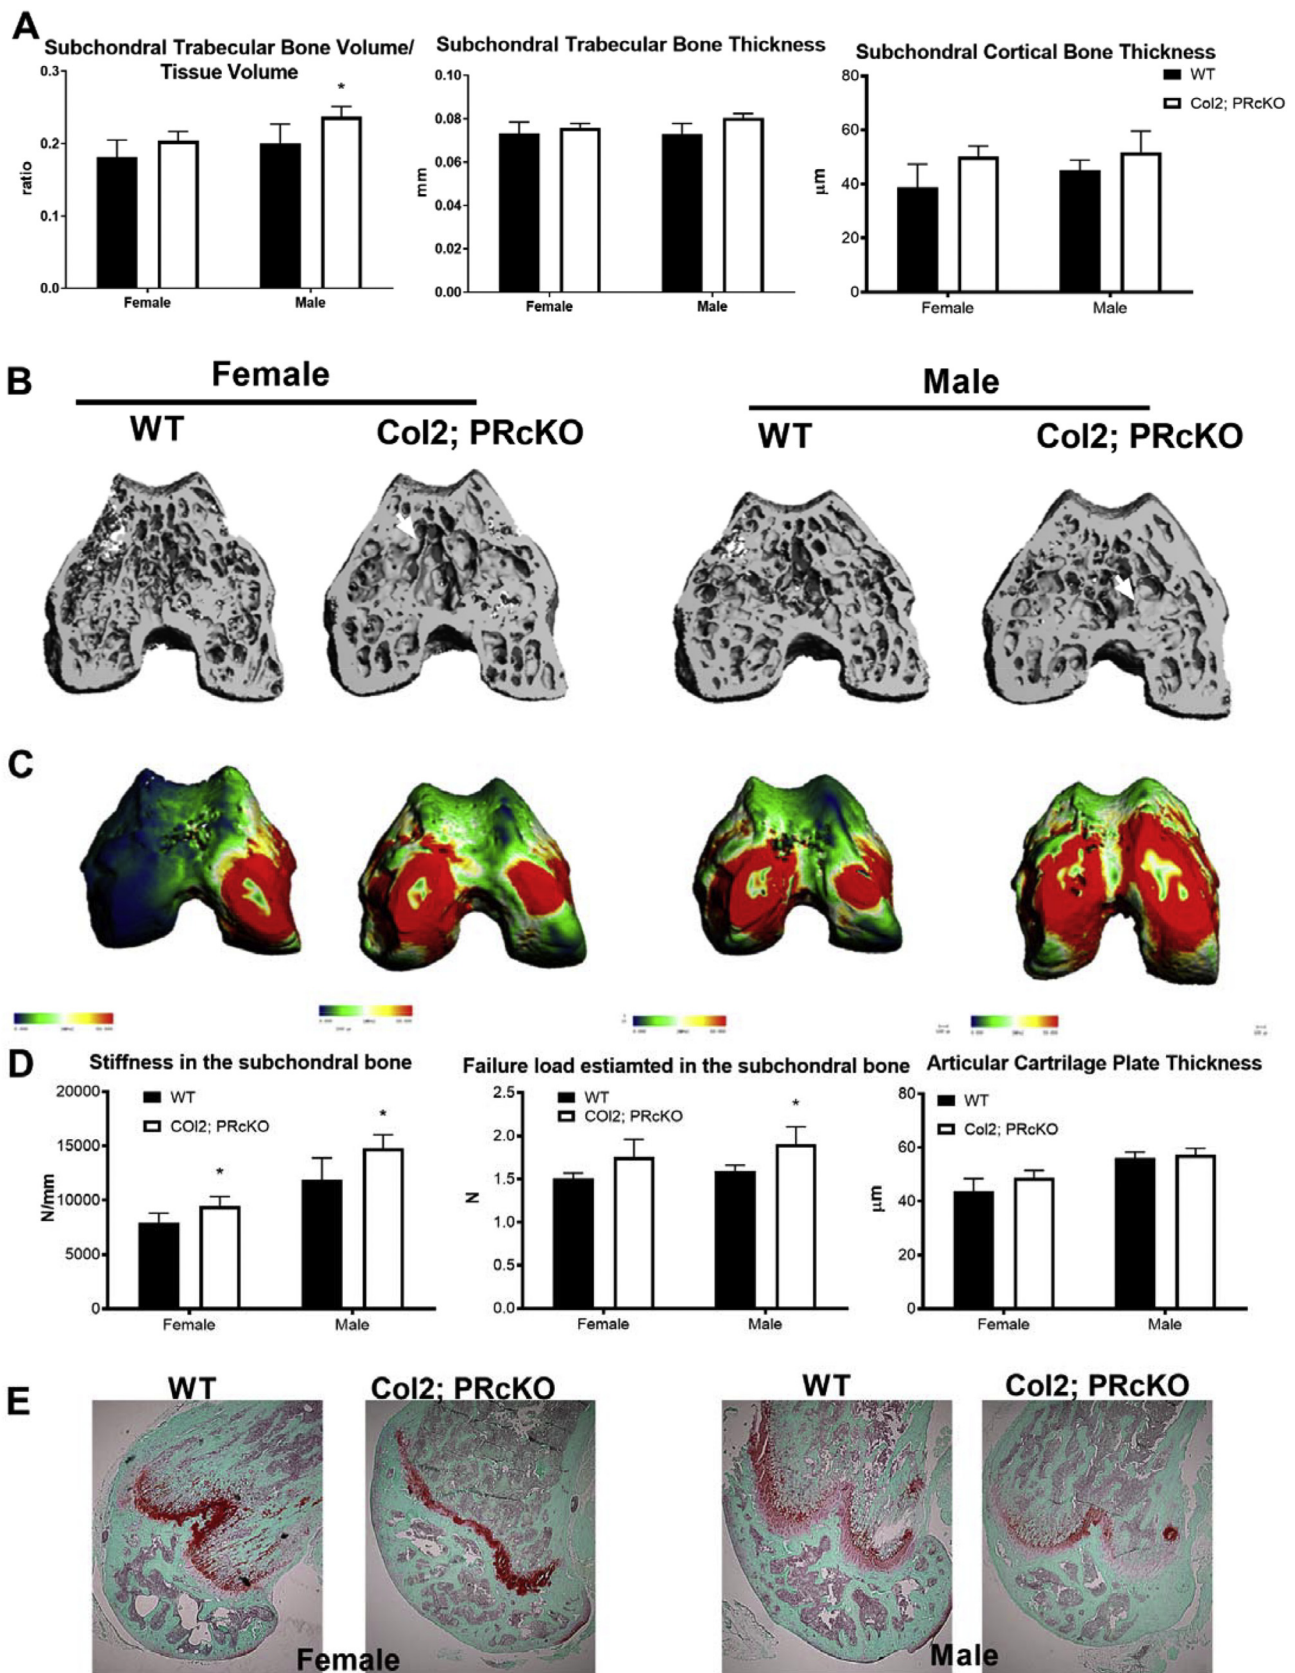 A
Subchondral Trabecular Bone Volume/
Tissue Volume
0.3
0.2
0.1
0.0
ratio
*
Female
Male
Subchondral Trabecular Bone Thickness
0.10
0.08
0.06
0.04
0.02
0.00
mm
Female
Male
Subchondral Cortical Bone Thickness
WT
Col2; PRcKO
80
60
40
20
0
μm
Female
Male
B
Female
Male
WT
Col2; PRcKO
WT
Col2; PRcKO
C
D
Stiffness in the subchondral bone
20000
15000
10000
5000
0
N/mm
WT
COl2; PRcKO
*
*
Female
Male
Failure load estiamted in the subchondral bone
2.5
2.0
1.5
1.0
0.5
0.0
N
WT
COl2; PRcKO
*
Female
Male
Articular Cartrilage Plate Thickness
80
60
40
20
0
μm
WT
Col2; PRcKO
Female
Male
E
WT
Col2; PRcKO
WT
Col2; PRcKO
Female
Male